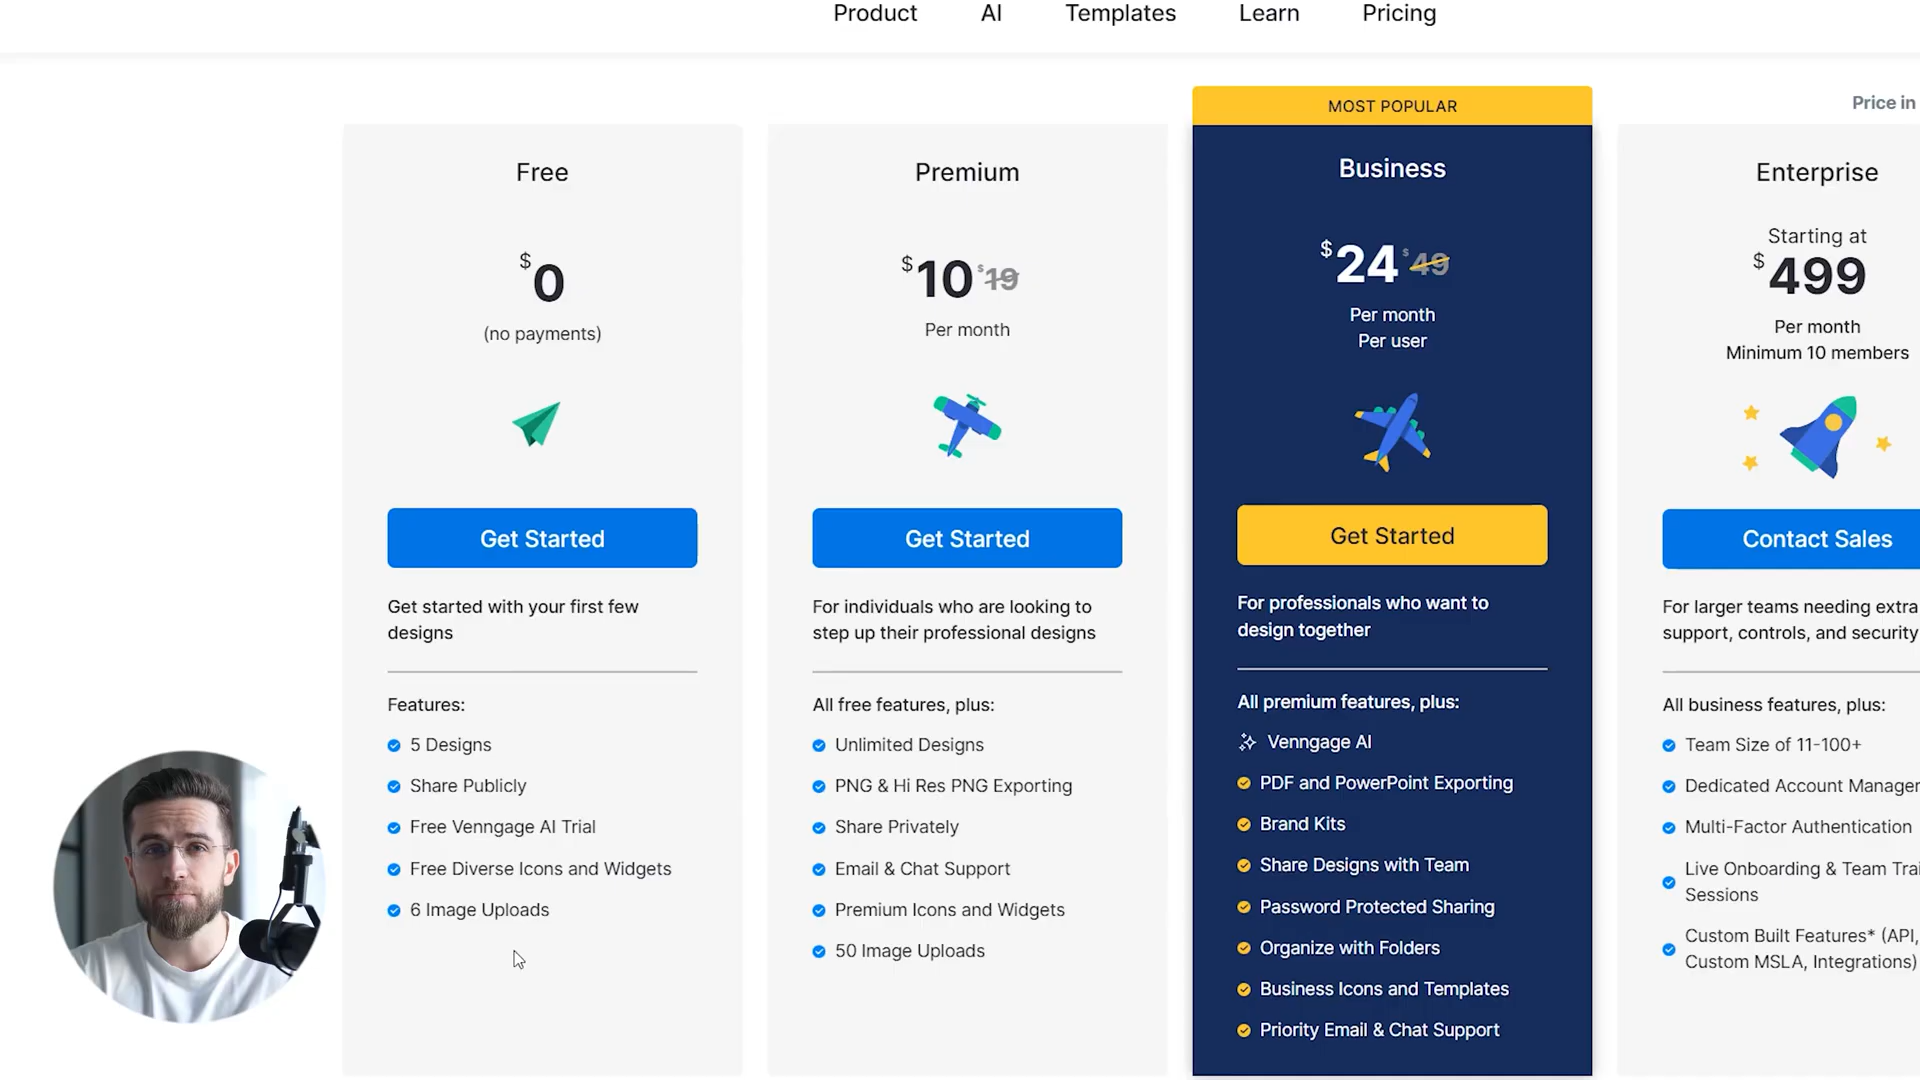 Product AI Templates Learn Pricing
Price in
Free
$0
(no payments)
Get Started
Get started with your first few
designs
Features:
5 Designs
Share Publicly
Free Venngage AI Trial
Free Diverse Icons and Widgets
6 Image Uploads
Premium
$10 $19
Per month
Get Started
For individuals who are looking to
step up their professional designs
All free features, plus:
Unlimited Designs
PNG & Hi Res PNG Exporting
Share Privately
Email & Chat Support
Premium Icons and Widgets
50 Image Uploads
MOST POPULAR
Business
$24 $49
Per month
Per user
Get Started
For professionals who want to
design together
All premium features, plus:
Venngage AI
PDF and PowerPoint Exporting
Brand Kits
Share Designs with Team
Password Protected Sharing
Organize with Folders
Business Icons and Templates
Priority Email & Chat Support
Enterprise
Starting at
$499
Per month
Minimum 10 members
Contact Sales
For larger teams needing extra
support, controls, and security
All business features, plus:
Team Size of 11-100+
Dedicated Account Manager
Multi-Factor Authentication
Live Onboarding & Team Trai
Sessions
Custom Built Features* (API,
Custom MSLA, Integrations)